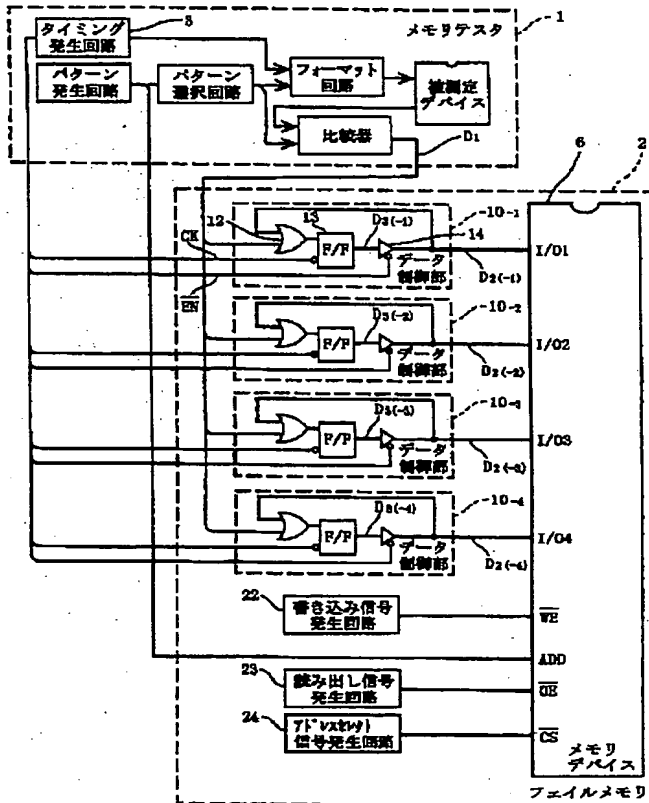 タイミング
発生回路
3
メモリテスタ
1
パターン
発生回路
パターン
選択回路
フォーマット
回路
被測定
デバイス
比較器
D1
6
2
12
13
D3(-1)
10-1
14
F/F
データ
制御部
D2(-1)
I/O1
CK
EN
D3(-2)
10-2
F/F
データ
制御部
D2(-2)
I/O2
D3(-3)
10-3
F/F
データ
制御部
D2(-3)
I/O3
D3(-4)
10-4
F/F
データ
制御部
D2(-4)
I/O4
22
書き込み信号
発生回路
WE
ADD
23
読み出し信号
発生回路
OE
24
アドレスセレクト
信号発生回路
CS
メモリ
デバイス
フェイルメモリ